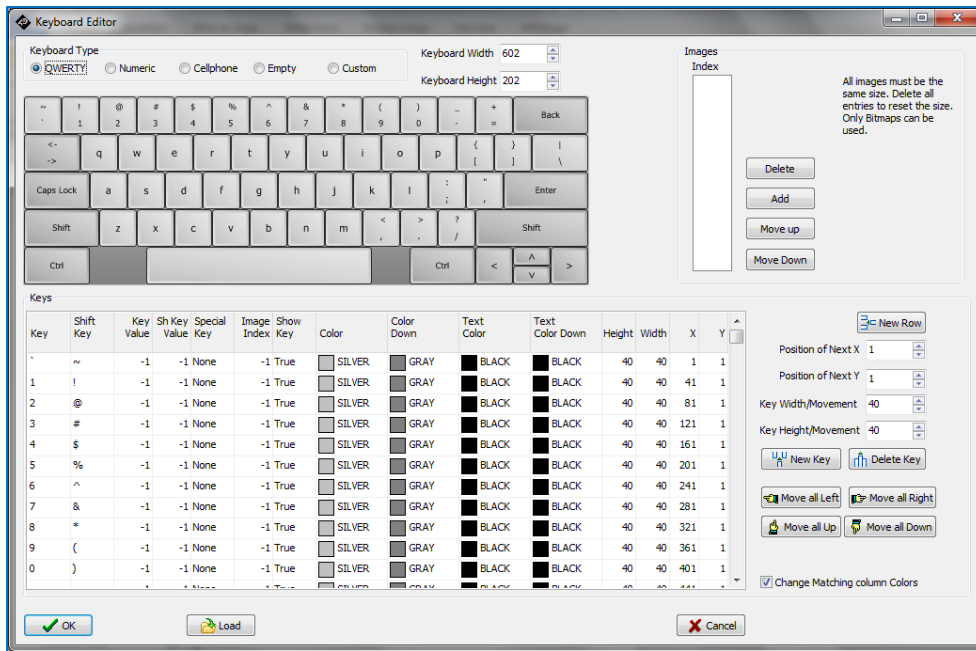 Keyboard Editor
Keyboard Type
QWERTY Numeric Cellphone Empty Custom
Keyboard Width 602
Keyboard Height 202
Images
Index
All images must be the
same size. Delete all
entries to reset the size.
Only Bitmaps can be
used.
Delete
Add
Move up
Move Down
~ ! @ # $ % ^ & * ( ) _ + Back
` 1 2 3 4 5 6 7 8 9 0 - =
<- q w e r t y u i o p { } |
-> [ ] \
Caps Lock a s d f g h j k l : " Enter
; '
Shift z x c v b n m < > ? Shift
, . /
Ctrl Ctrl < ^ >
v
Keys
Key Shift Key Key Value Sh Key Value Special Key Image Index Show Key Color Color Down Text Color Text Color Down Height Width X Y
` ~ -1 -1 None -1 True SILVER GRAY BLACK BLACK 40 40 1 1
1 ! -1 -1 None -1 True SILVER GRAY BLACK BLACK 40 40 41 1
2 @ -1 -1 None -1 True SILVER GRAY BLACK BLACK 40 40 81 1
3 # -1 -1 None -1 True SILVER GRAY BLACK BLACK 40 40 121 1
4 $ -1 -1 None -1 True SILVER GRAY BLACK BLACK 40 40 161 1
5 % -1 -1 None -1 True SILVER GRAY BLACK BLACK 40 40 201 1
6 ^ -1 -1 None -1 True SILVER GRAY BLACK BLACK 40 40 241 1
7 & -1 -1 None -1 True SILVER GRAY BLACK BLACK 40 40 281 1
8 * -1 -1 None -1 True SILVER GRAY BLACK BLACK 40 40 321 1
9 ( -1 -1 None -1 True SILVER GRAY BLACK BLACK 40 40 361 1
0 ) -1 -1 None -1 True SILVER GRAY BLACK BLACK 40 40 401 1
New Row
Position of Next X 1
Position of Next Y 1
Key Width/Movement 40
Key Height/Movement 40
New Key Delete Key
Move all Left Move all Right
Move all Up Move all Down
Change Matching column Colors
OK Load Cancel